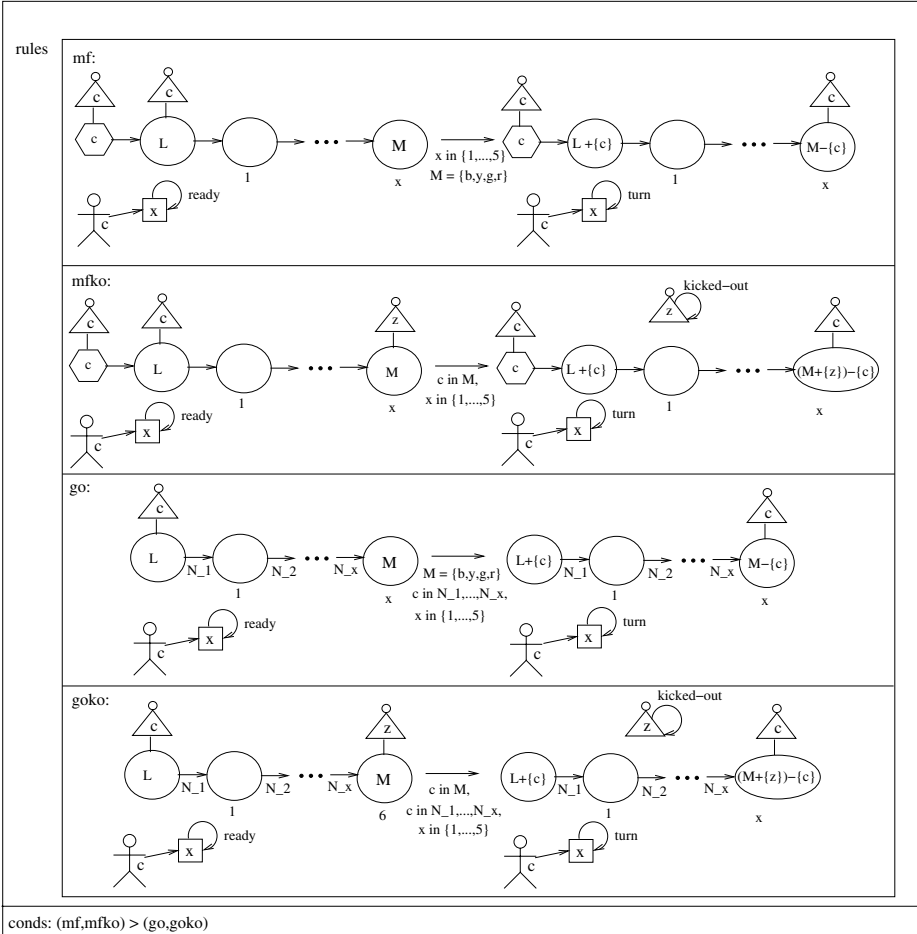 rules
mf:
c c c c
c L ••• M c L +{c} ••• M−{c}
x in {1,...,5}
M = {b,y,g,r}
1 x 1 x
ready turn
c x c x
mfko:
kicked−out
c c z c z c
c L ••• M c L +{c} ••• (M+{z})−{c}
c in M,
x in {1,...,5}
1 x 1 x
ready turn
c x c x
go:
c c
L ••• M L+{c} ••• M−{c}
N_1 N_2 N_x N_1 N_2 N_x
M = {b,y,g,r}
c in N_1,...,N_x,
x in {1,...,5}
1 x 1 x
ready turn
c x c x
goko:
kicked−out
c z z c
L ••• M L+{c} ••• (M+{z})−{c}
N_1 N_2 N_x N_1 N_2 N_x
c in M,
c in N_1,...,N_x,
x in {1,...,5}
1 6 1 x
ready turn
c x c x
conds: (mf,mfko) > (go,goko)